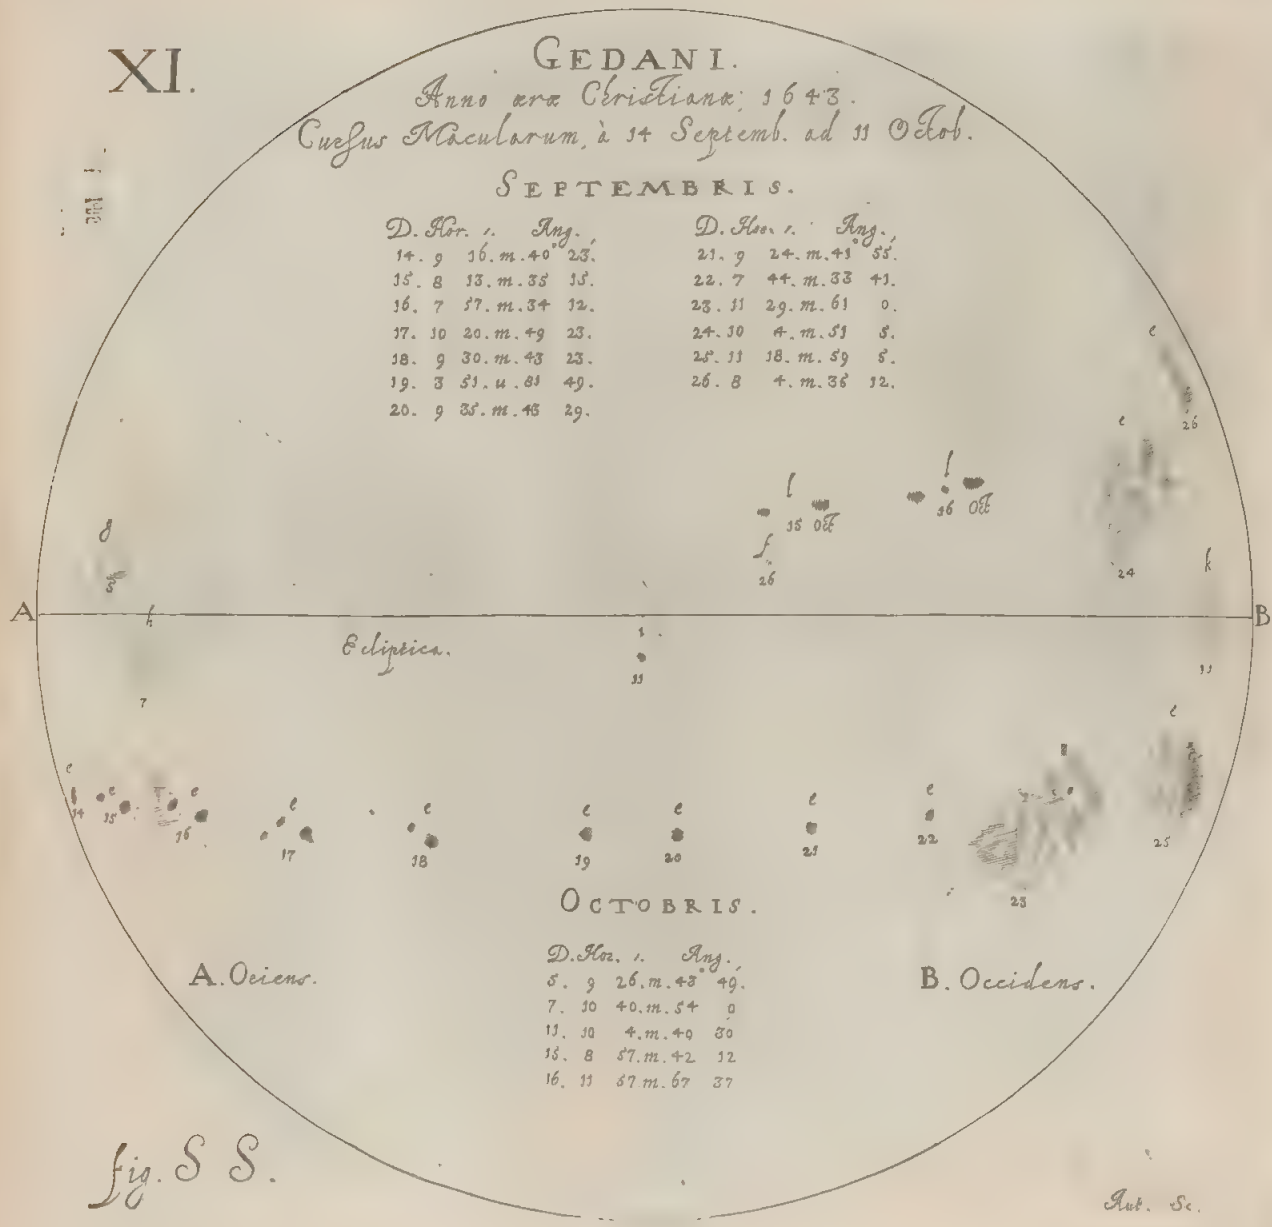 XI.
GEDANI.
Anno æræ Christianæ, 1643.
Cursus Macularum, à 14 Septemb. ad 11 Octob.
SEPTEMBRIS.
D. Hor. ,. Ang.,
14. 9 16. m. 40° 23.
15. 8 13. m. 35 15.
16. 7 57. m. 34 12.
17. 10 20. m. 49 23.
18. 9 30. m. 43 23.
19. 3 51. u. 81 49.
20. 9 35. m. 43 29.
D. Hor. ,. Ang.,
21. 9 24. m. 41° 55.
22. 7 44. m. 33 41.
23. 11 29. m. 61 0.
24. 10 4. m. 51 5.
25. 11 18. m. 59 5.
26. 8 4. m. 36 12.
e
26
e
l
l
15 Oct
16 Oct
g
5
f
26
24
k
A
B
h
Ecliptica.
i
11
11
7
e
e
14
e
15
e
16
e
17
e
18
e
19
e
20
e
21
e
22
23
25
OCTOBRIS.
D. Hor. ,. Ang.,
5. 9 26. m. 43° 49.
7. 10 40. m. 54 0
11. 10 4. m. 49 30
15. 8 57. m. 42 12
16. 11 57 m. 67 37
A. Oriens.
B. Occidens.
fig. S S.
Aut. Sc.